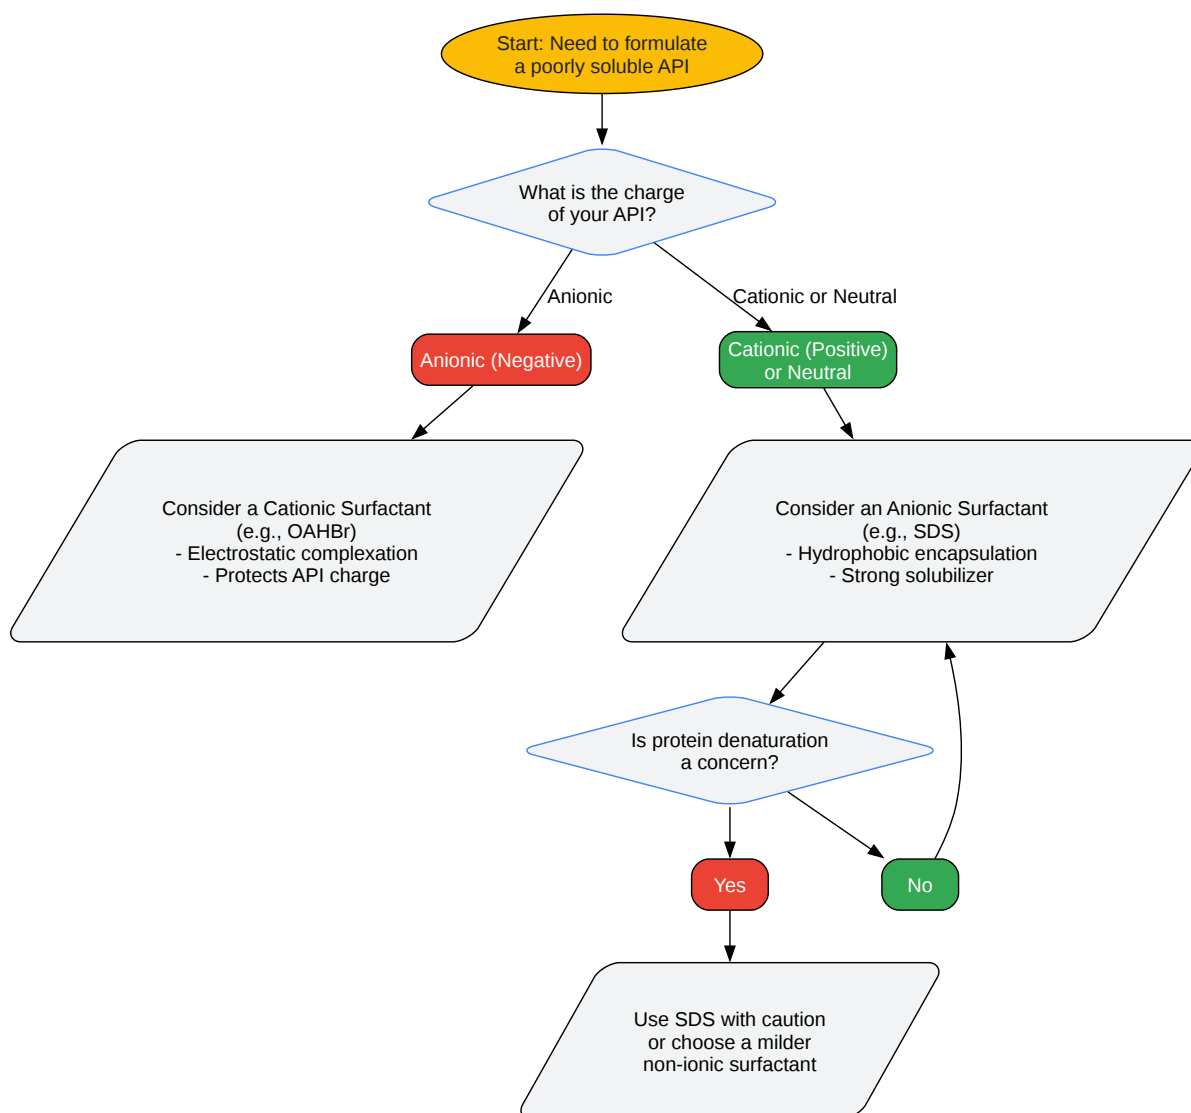 Start: Need to formulate
a poorly soluble API
What is the charge
of your API?
Anionic
Cationic or Neutral
Anionic (Negative)
Cationic (Positive)
or Neutral
Consider a Cationic Surfactant
(e.g., OAHBr)
- Electrostatic complexation
- Protects API charge
Consider an Anionic Surfactant
(e.g., SDS)
- Hydrophobic encapsulation
- Strong solubilizer
Is protein denaturation
a concern?
Yes
No
Use SDS with caution
or choose a milder
non-ionic surfactant